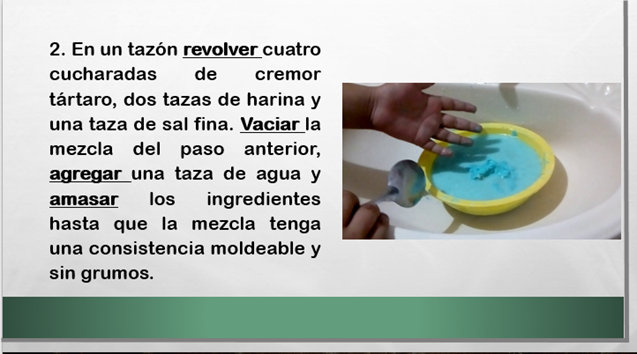 2. En un tazón revolver cuatro
cucharadas de cremor
tártaro, dos tazas de harina y
una taza de sal fina. Vaciar la
mezcla del paso anterior,
agregar una taza de agua y
amasar los ingredientes
hasta que la mezcla tenga
una consistencia moldeable y
sin grumos.